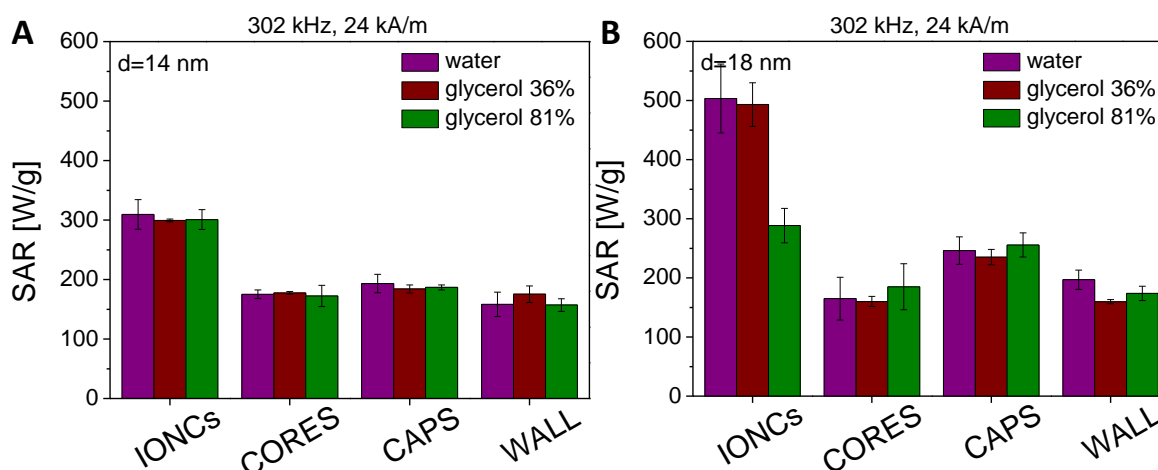 A
302 kHz, 24 kA/m
d=14 nm
water
glycerol 36%
glycerol 81%
SAR [W/g]
600
500
400
300
200
100
0
IONCs
CORES
CAPS
WALL
B
302 kHz, 24 kA/m
d=18 nm
water
glycerol 36%
glycerol 81%
SAR [W/g]
600
500
400
300
200
100
0
IONCs
CORES
CAPS
WALL